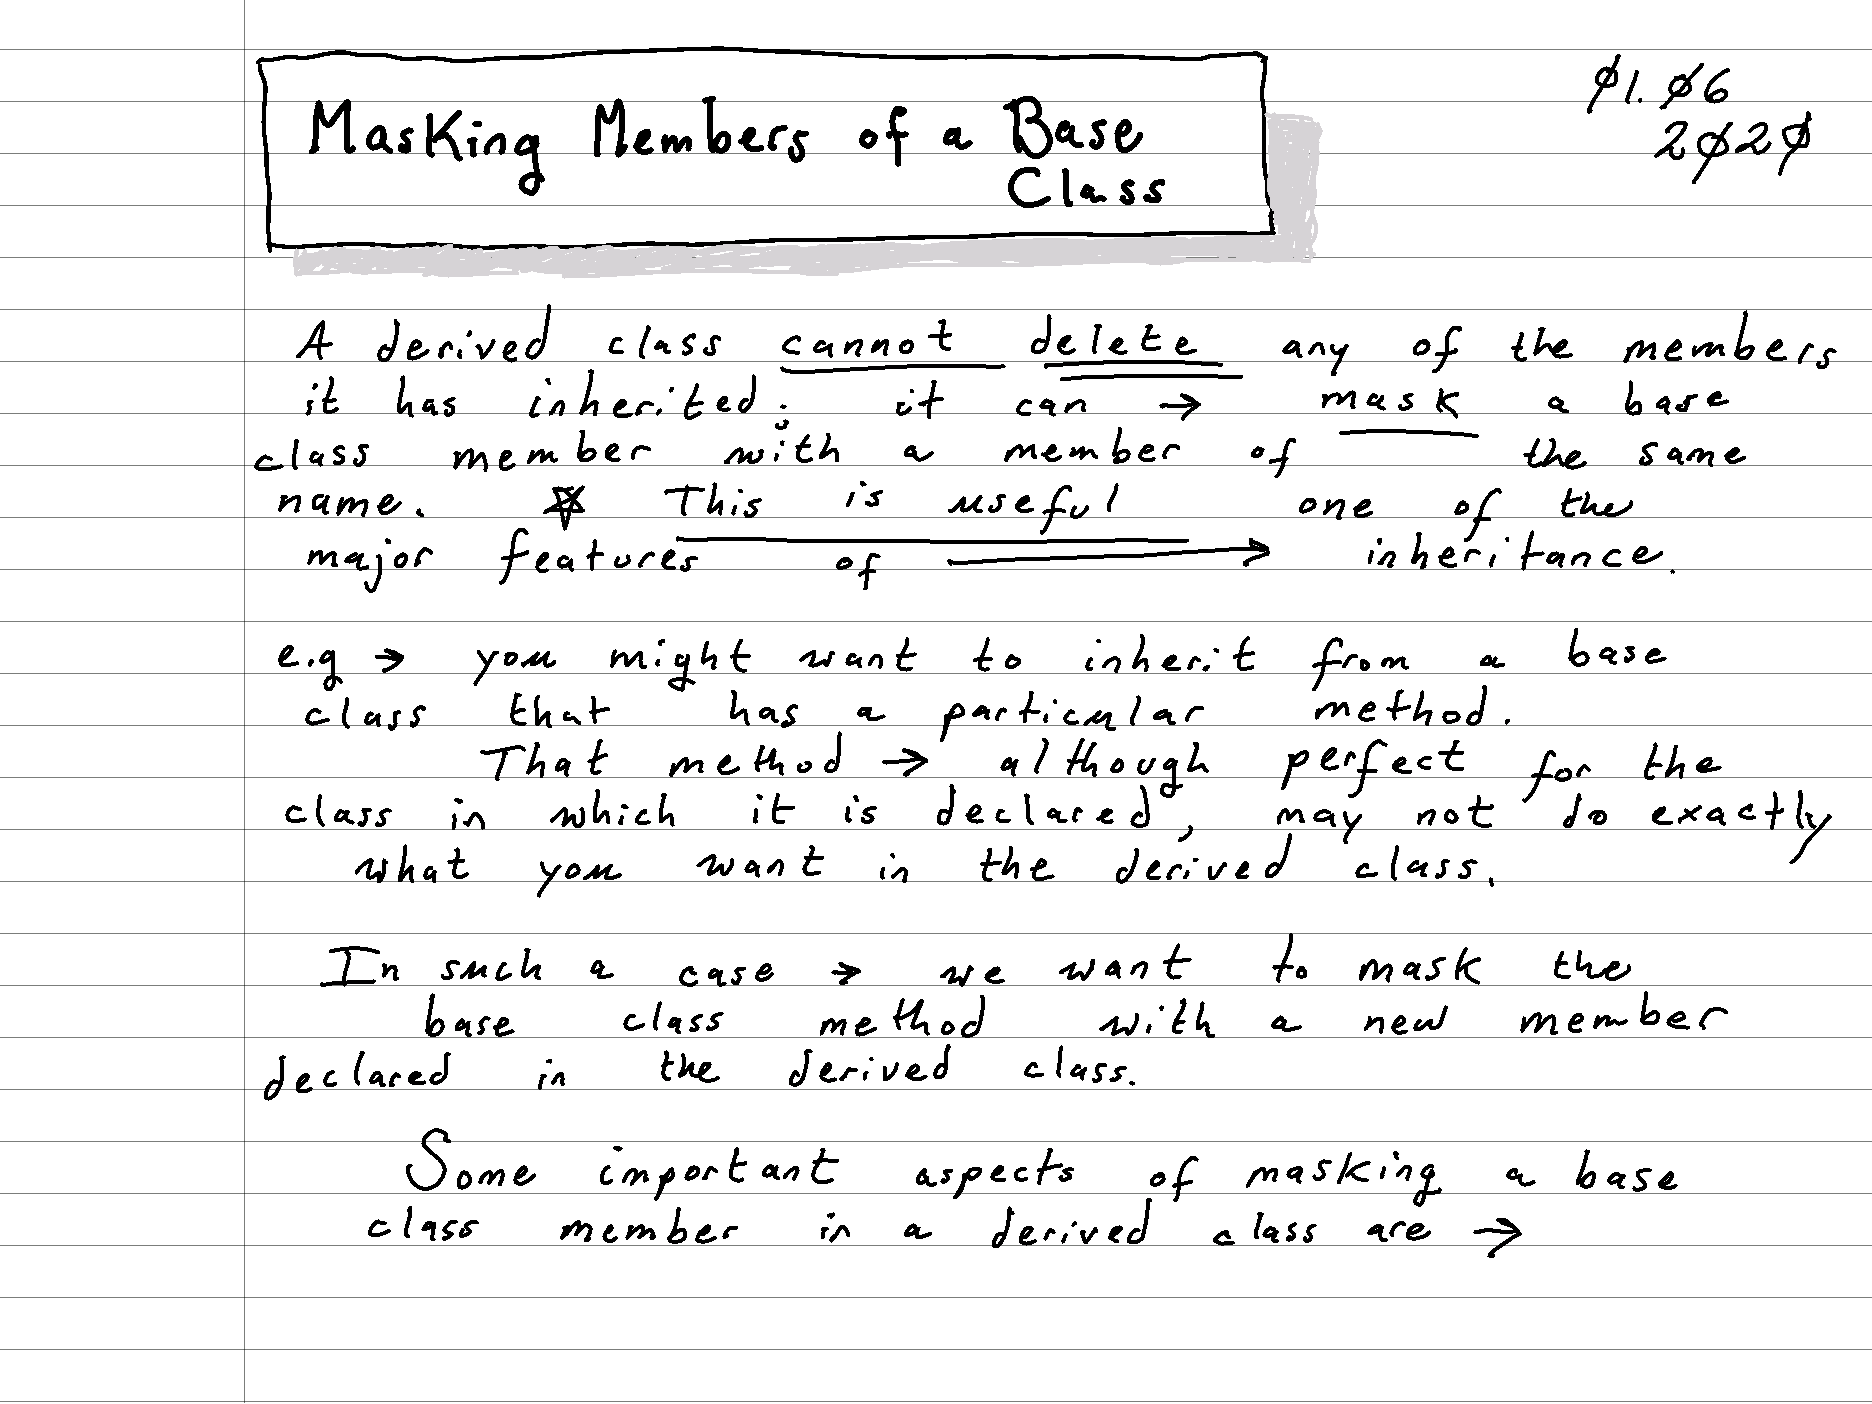 Masking Members of a Base
Class
01.06
2020
A derived class cannot delete any of the members
it has inherited; it can → mask a base
class member with a member of the same
name. ☆ This is useful one of the
major features of → inheritance.
e.g → you might want to inherit from a base
class that has a particular method.
That method → although perfect for the
class in which it is declared, may not do exactly
what you want in the derived class.
In such a case → we want to mask the
base class method with a new member
declared in the derived class.
Some important aspects of masking a base
class member in a derived class are →